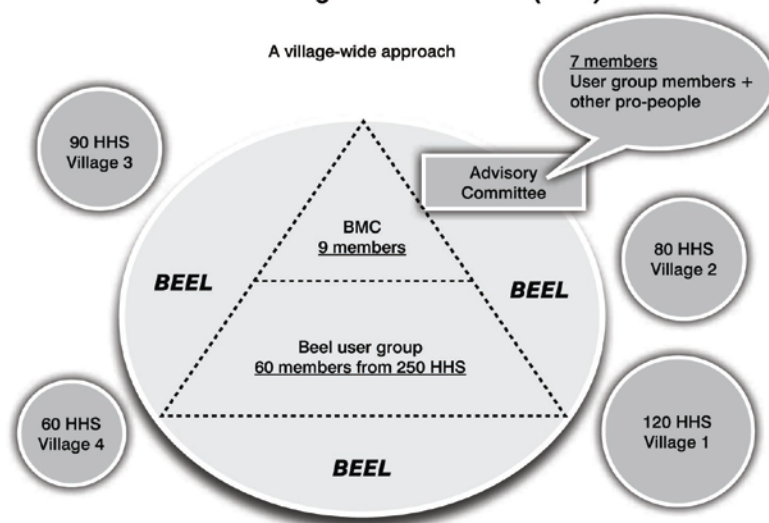 A village-wide approach
7 members
User group members +
other pro-people
90 HHS
Village 3
Advisory
Committee
BMC
9 members
80 HHS
Village 2
BEEL
BEEL
Beel user group
60 members from 250 HHS
60 HHS
Village 4
120 HHS
Village 1
BEEL